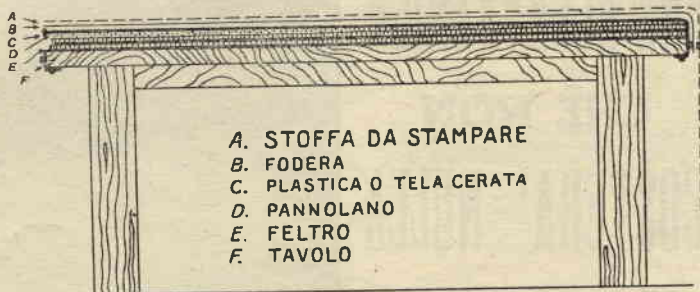 A
B
C
D
E
F
A. STOFFA DA STAMPARE
B. FODERA
C. PLASTICA O TELA CERATA
D. PANNOLANO
E. FELTRO
F. TAVOLO